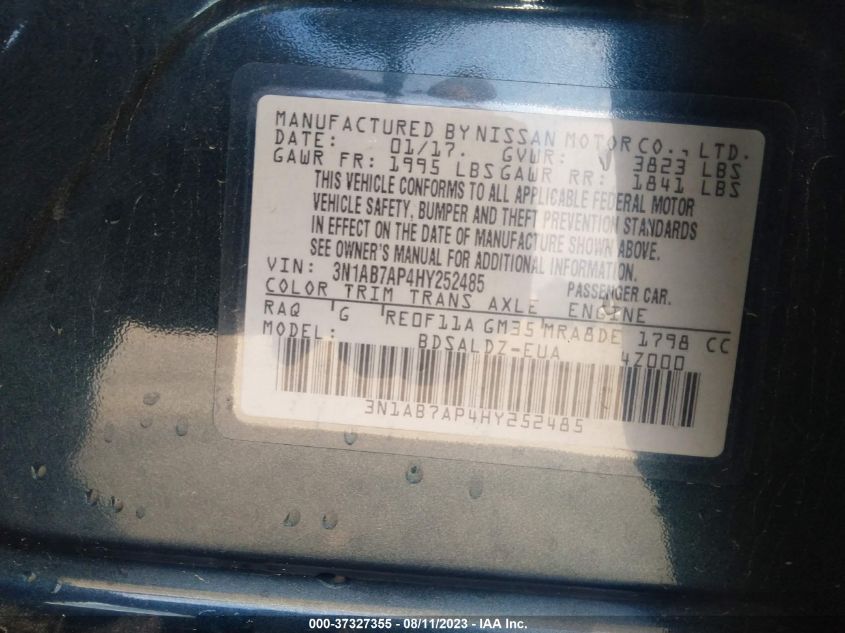 MANUFACTURED BY NISSAN MOTOR CO., LTD.
DATE: 01/17. GVWR: 3823 LBS
GAWR FR: 1995 LBS GAWR RR: 1841 LBS
THIS VEHICLE CONFORMS TO ALL APPLICABLE FEDERAL MOTOR
VEHICLE SAFETY, BUMPER AND THEFT PREVENTION STANDARDS
IN EFFECT ON THE DATE OF MANUFACTURE SHOWN ABOVE.
SEE OWNER'S MANUAL FOR ADDITIONAL INFORMATION.
VIN: 3N1AB7AP4HY252485 PASSENGER CAR.
COLOR TRIM TRANS AXLE ENGINE
RAQ G RE0F11A GM35 MRA8DE 1798 CC
MODEL: BDSALDZ-EUA 4Z000
3N1AB7AP4HY252485
000-37327355 - 08/11/2023 - IAA Inc.